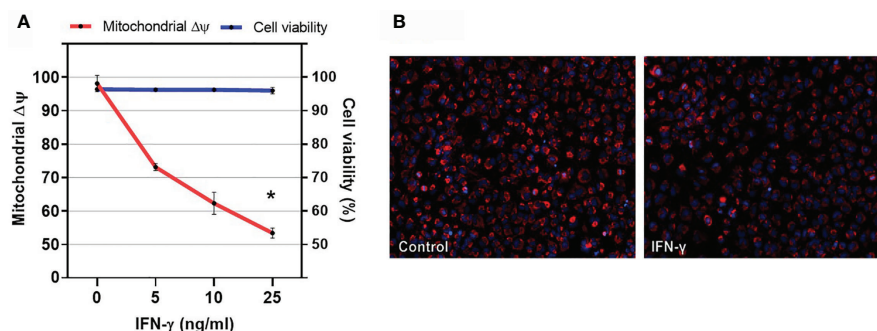 A
Mitochondrial Δψ
Cell viability
Mitochondrial Δψ
100
90
80
70
60
50
0
100
90
80
70
60
50
Cell viability (%)
*
0 5 10 25
IFN-γ (ng/ml)
B
Control
IFN-γ